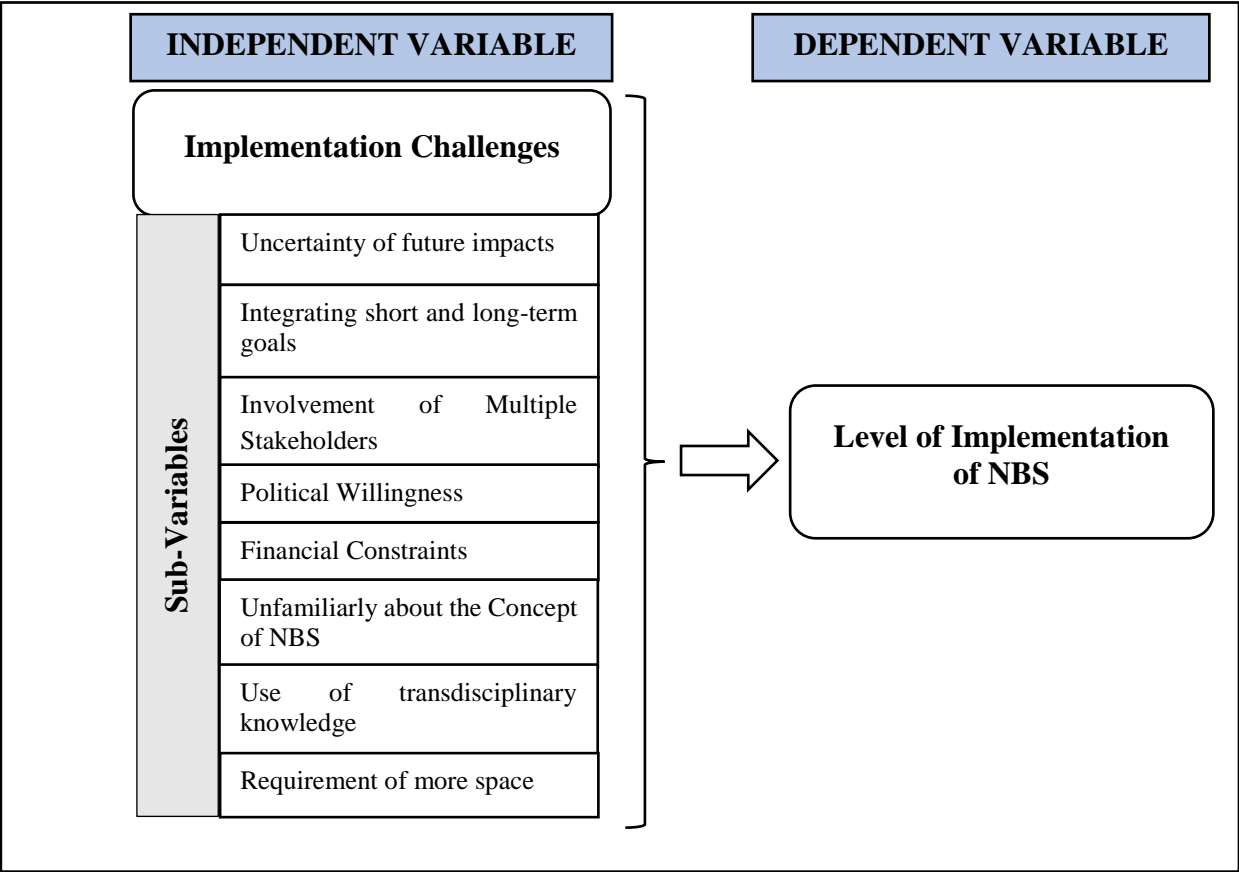 INDEPENDENT VARIABLE
DEPENDENT VARIABLE
Implementation Challenges
Sub-Variables
Uncertainty of future impacts
Integrating short and long-term
goals
Involvement of Multiple
Stakeholders
Political Willingness
Financial Constraints
Unfamiliarly about the Concept
of NBS
Use of transdisciplinary
knowledge
Requirement of more space
Level of Implementation
of NBS